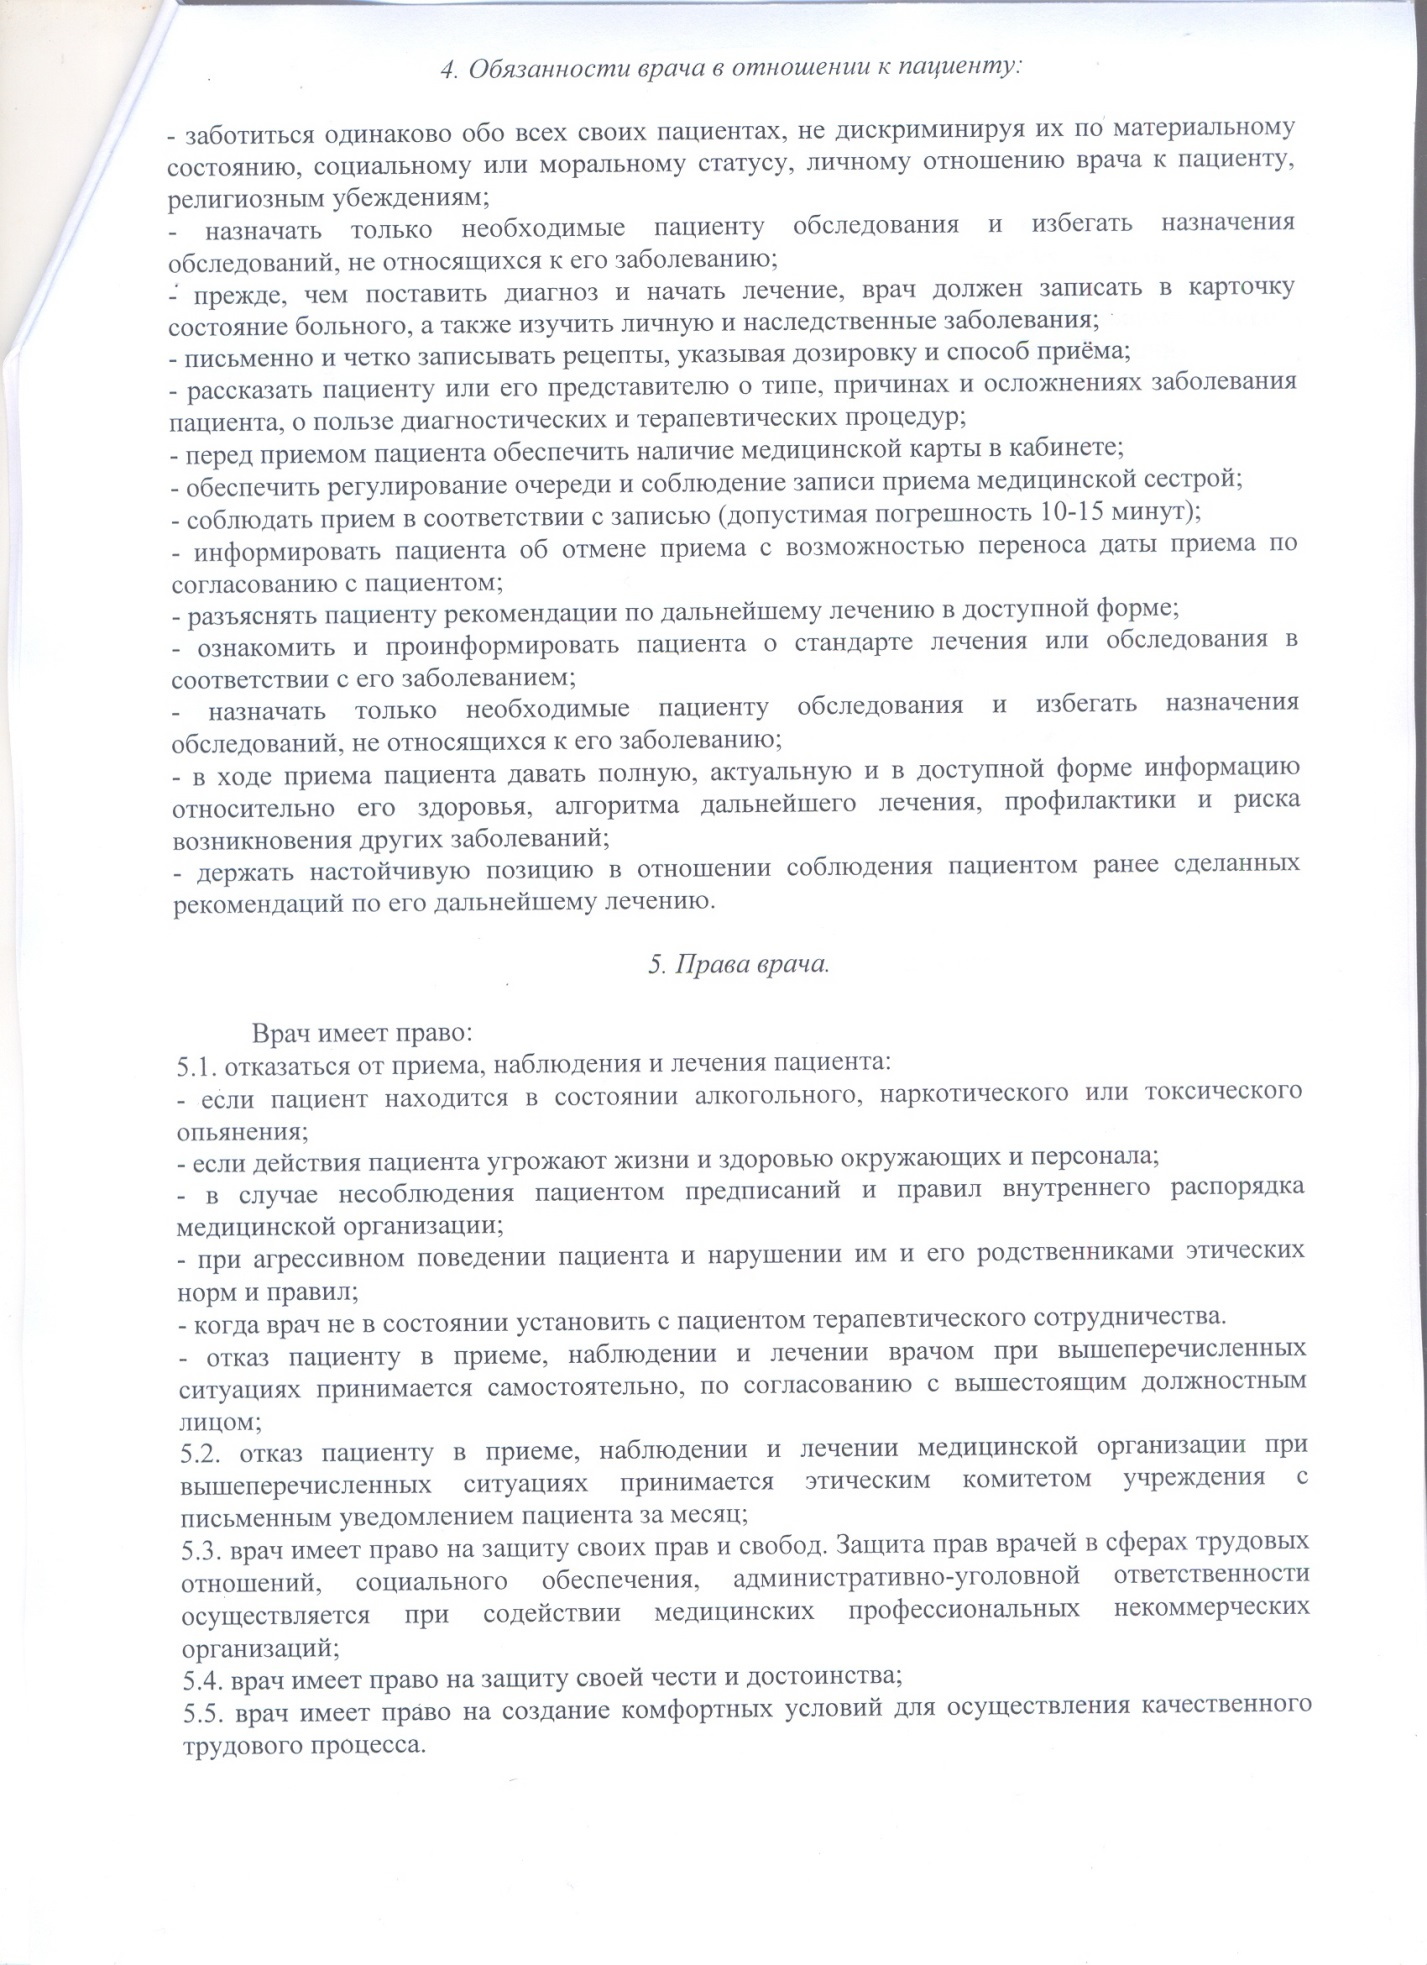 4. Обязанности врача в отношении к пациенту:
- заботиться одинаково обо всех своих пациентах, не дискриминируя их по материальному
состоянию, социальному или моральному статусу, личному отношению врача к пациенту,
религиозным убеждениям;
- назначать только необходимые пациенту обследования и избегать назначения
обследований, не относящихся к его заболеванию;
- прежде, чем поставить диагноз и начать лечение, врач должен записать в карточку
состояние больного, а также изучить личную и наследственные заболевания;
- письменно и четко записывать рецепты, указывая дозировку и способ приёма;
- рассказать пациенту или его представителю о типе, причинах и осложнениях заболевания
пациента, о пользе диагностических и терапевтических процедур;
- перед приемом пациента обеспечить наличие медицинской карты в кабинете;
- обеспечить регулирование очереди и соблюдение записи приема медицинской сестрой;
- соблюдать прием в соответствии с записью (допустимая погрешность 10-15 минут);
- информировать пациента об отмене приема с возможностью переноса даты приема по
согласованию с пациентом;
- разъяснять пациенту рекомендации по дальнейшему лечению в доступной форме;
- ознакомить и проинформировать пациента о стандарте лечения или обследования в
соответствии с его заболеванием;
- назначать только необходимые пациенту обследования и избегать назначения
обследований, не относящихся к его заболеванию;
- в ходе приема пациента давать полную, актуальную и в доступной форме информацию
относительно его здоровья, алгоритма дальнейшего лечения, профилактики и риска
возникновения других заболеваний;
- держать настойчивую позицию в отношении соблюдения пациентом ранее сделанных
рекомендаций по его дальнейшему лечению.
5. Права врача.
Врач имеет право:
5.1. отказаться от приема, наблюдения и лечения пациента:
- если пациент находится в состоянии алкогольного, наркотического или токсического
опьянения;
- если действия пациента угрожают жизни и здоровью окружающих и персонала;
- в случае несоблюдения пациентом предписаний и правил внутреннего распорядка
медицинской организации;
- при агрессивном поведении пациента и нарушении им и его родственниками этических
норм и правил;
- когда врач не в состоянии установить с пациентом терапевтического сотрудничества.
- отказ пациенту в приеме, наблюдении и лечении врачом при вышеперечисленных
ситуациях принимается самостоятельно, по согласованию с вышестоящим должностным
лицом;
5.2. отказ пациенту в приеме, наблюдении и лечении медицинской организации при
вышеперечисленных ситуациях принимается этическим комитетом учреждения с
письменным уведомлением пациента за месяц;
5.3. врач имеет право на защиту своих прав и свобод. Защита прав врачей в сферах трудовых
отношений, социального обеспечения, административно-уголовной ответственности
осуществляется при содействии медицинских профессиональных некоммерческих
организаций;
5.4. врач имеет право на защиту своей чести и достоинства;
5.5. врач имеет право на создание комфортных условий для осуществления качественного
трудового процесса.